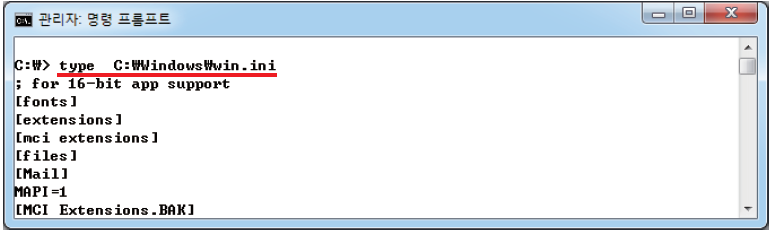 관리자: 명령 프롬프트
C:₩> type  C:₩Windows₩win.ini
; for 16-bit app support
[fonts]
[extensions]
[mci extensions]
[files]
[Mail]
MAPI=1
[MCI Extensions.BAK]